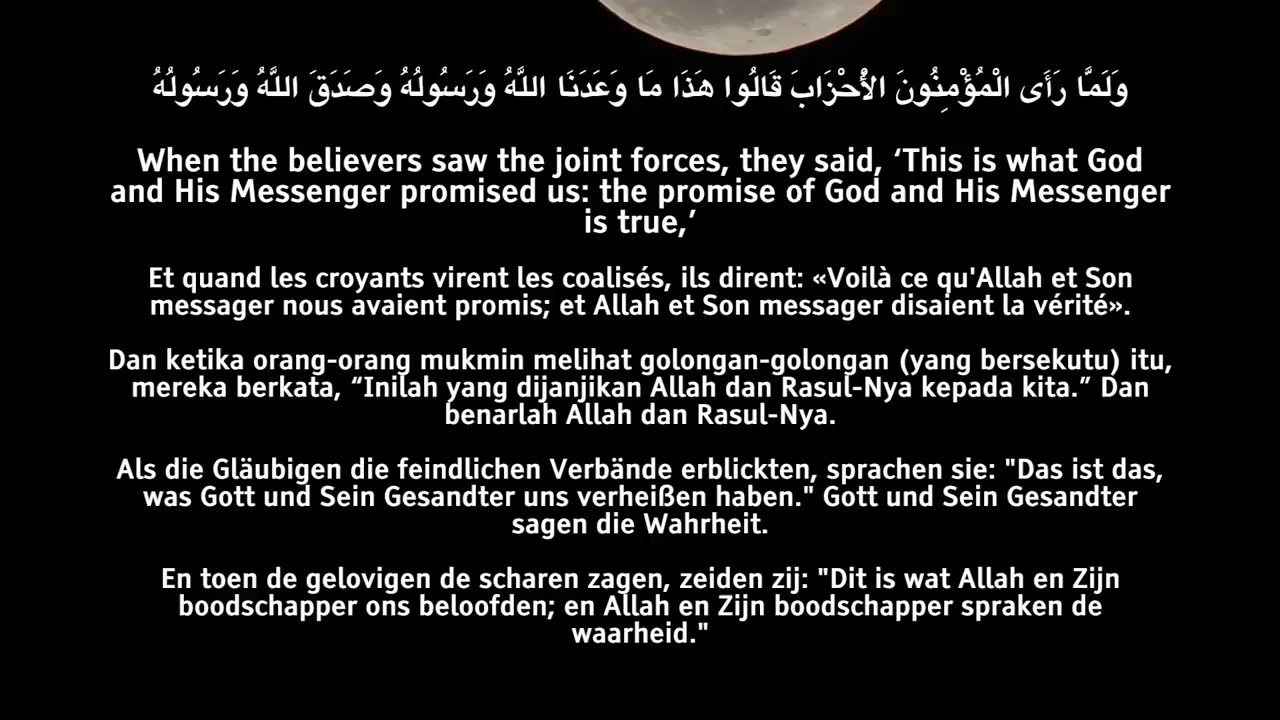 وَلَمَّا رَأَى الْمُؤْمِنُونَ الأَحْزَابَ قَالُوا هَذَا مَا وَعَدَنَا اللَّهُ وَرَسُولُهُ وَصَدَقَ اللَّهُ وَرَسُولُهُ
When the believers saw the joint forces, they said, ‘This is what God
and His Messenger promised us: the promise of God and His Messenger
is true,’
Et quand les croyants virent les coalisés, ils dirent: «Voilà ce qu'Allah et Son
messager nous avaient promis; et Allah et Son messager disaient la vérité».
Dan ketika orang-orang mukmin melihat golongan-golongan (yang bersekutu) itu,
mereka berkata, “Inilah yang dijanjikan Allah dan Rasul-Nya kepada kita.” Dan
benarlah Allah dan Rasul-Nya.
Als die Gläubigen die feindlichen Verbände erblickten, sprachen sie: "Das ist das,
was Gott und Sein Gesandter uns verheißen haben." Gott und Sein Gesandter
sagen die Wahrheit.
En toen de gelovigen de scharen zagen, zeiden zij: "Dit is wat Allah en Zijn
boodschapper ons beloofden; en Allah en Zijn boodschapper spraken de
waarheid."